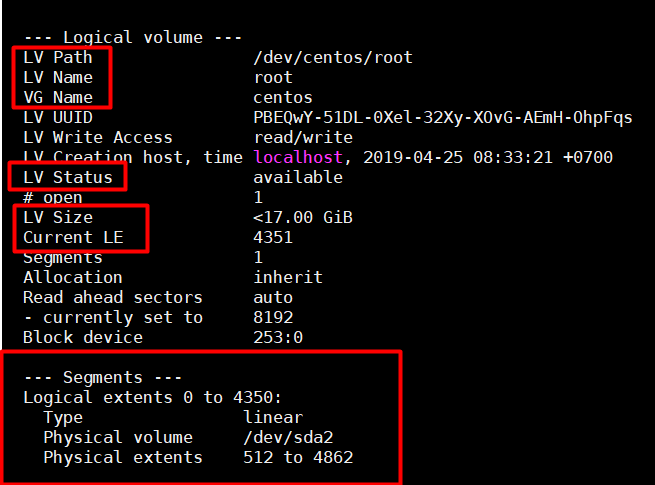 --- Logical volume ---
LV Path /dev/centos/root
LV Name root
VG Name centos
LV UUID PBEQwY-51DL-0Xel-32Xy-XOvG-AEmH-OhpFqs
LV Write Access read/write
LV Creation host, time localhost, 2019-04-25 08:33:21 +0700
LV Status available
# open 1
LV Size <17.00 GiB
Current LE 4351
Segments 1
Allocation inherit
Read ahead sectors auto
- currently set to 8192
Block device 253:0
--- Segments ---
Logical extents 0 to 4350:
Type linear
Physical volume /dev/sda2
Physical extents 512 to 4862